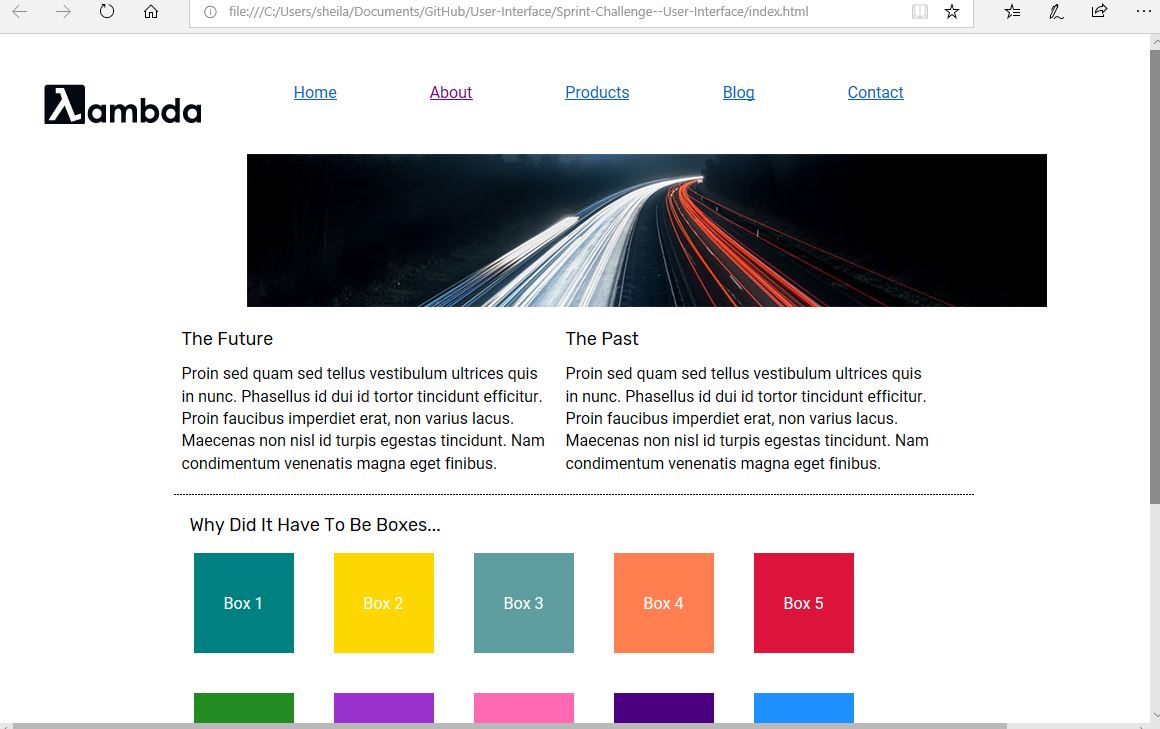 file:///C:/Users/sheila/Documents/GitHub/User-Interface/Sprint-Challenge--User-Interface/index.html
λambda
Home About Products Blog Contact
The Future
Proin sed quam sed tellus vestibulum ultrices quis
in nunc. Phasellus id dui id tortor tincidunt efficitur.
Proin faucibus imperdiet erat, non varius lacus.
Maecenas non nisl id turpis egestas tincidunt. Nam
condimentum venenatis magna eget finibus.
The Past
Proin sed quam sed tellus vestibulum ultrices quis
in nunc. Phasellus id dui id tortor tincidunt efficitur.
Proin faucibus imperdiet erat, non varius lacus.
Maecenas non nisl id turpis egestas tincidunt. Nam
condimentum venenatis magna eget finibus.
Why Did It Have To Be Boxes...
Box 1 Box 2 Box 3 Box 4 Box 5